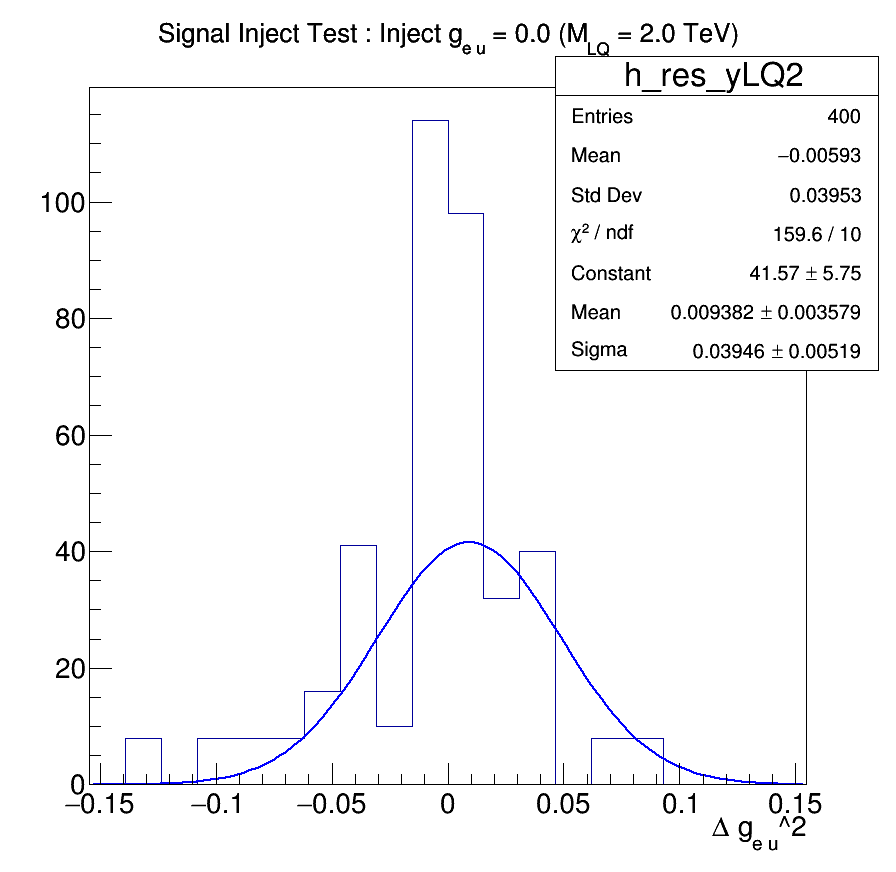 Signal Inject Test : Inject g_e u = 0.0 (M_LQ = 2.0 TeV)
h_res_yLQ2
Entries 400
Mean −0.00593
Std Dev 0.03953
χ² / ndf 159.6 / 10
Constant 41.57 ± 5.75
Mean 0.009382 ± 0.003579
Sigma 0.03946 ± 0.00519
100
80
60
40
20
0
−0.15 −0.1 −0.05 0 0.05 0.1 0.15
Δ g_e u^2